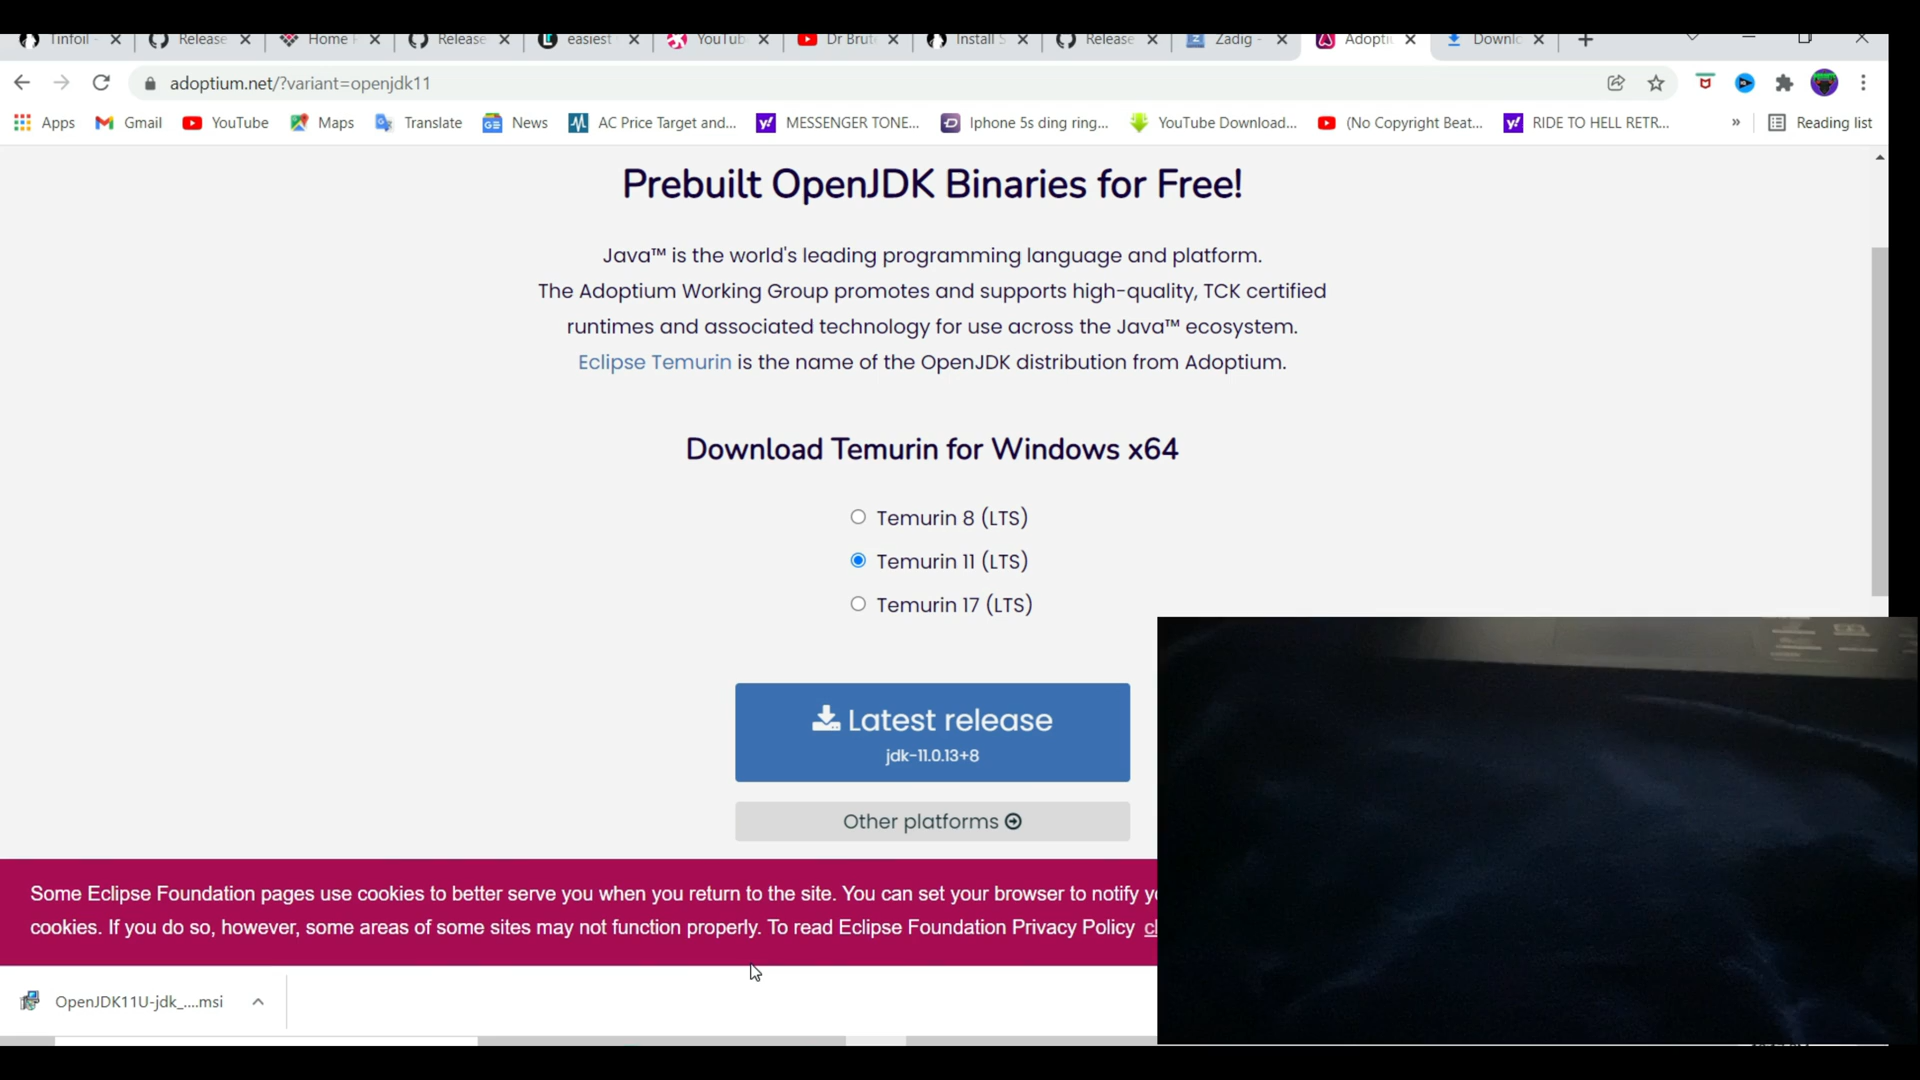 Tinfoil
Release
Home
Release
easiest
YouTub
Dr Brut
Install S
Release
Zadig -
Adopti
Downl
adoptium.net/?variant=openjdk11
Apps
Gmail
YouTube
Maps
Translate
News
AC Price Target and...
MESSENGER TONE...
Iphone 5s ding ring...
YouTube Download...
(No Copyright Beat...
RIDE TO HELL RETR...
»
Reading list
Prebuilt OpenJDK Binaries for Free!
Java™ is the world's leading programming language and platform.
The Adoptium Working Group promotes and supports high-quality, TCK certified
runtimes and associated technology for use across the Java™ ecosystem.
Eclipse Temurin is the name of the OpenJDK distribution from Adoptium.
Download Temurin for Windows x64
Temurin 8 (LTS)
Temurin 11 (LTS)
Temurin 17 (LTS)
Latest release
jdk-11.0.13+8
Other platforms
Some Eclipse Foundation pages use cookies to better serve you when you return to the site. You can set your browser to notify
cookies. If you do so, however, some areas of some sites may not function properly. To read Eclipse Foundation Privacy Policy
OpenJDK11U-jdk_....msi